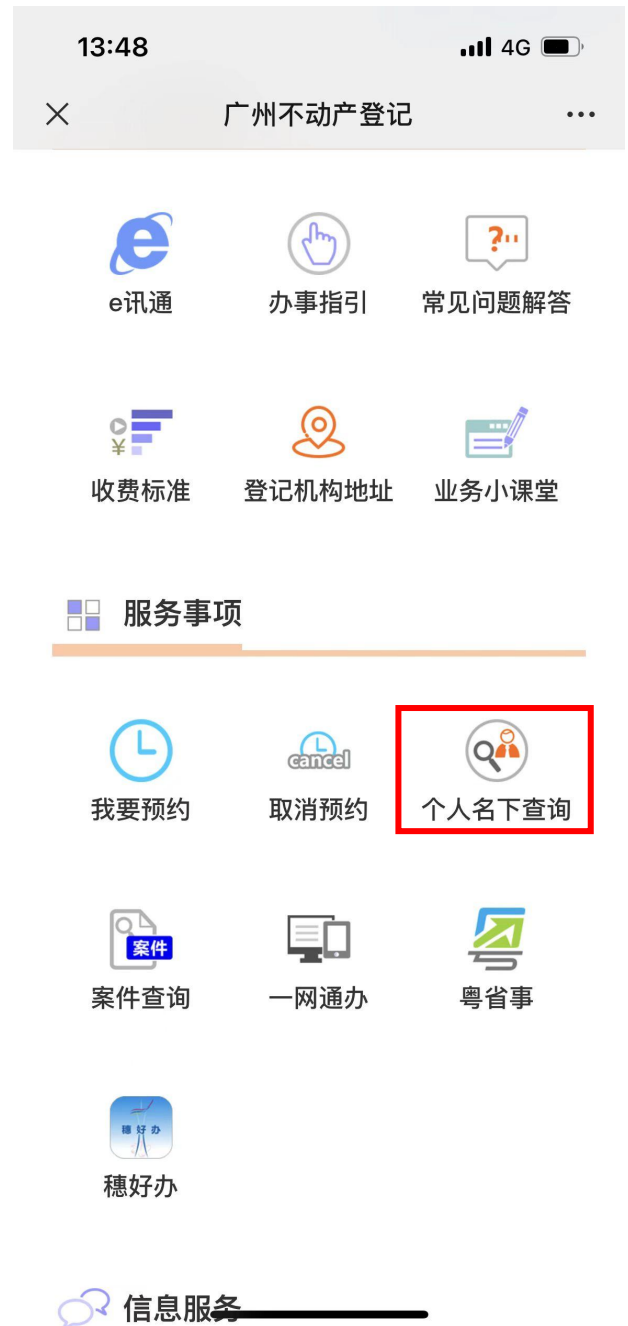 13:48 4G
广州不动产登记
e讯通 办事指引 常见问题解答
收费标准 登记机构地址 业务小课堂
服务事项
cancel
我要预约 取消预约 个人名下查询
案件
案件查询 一网通办 粤省事
穗好办
穗好办
信息服务